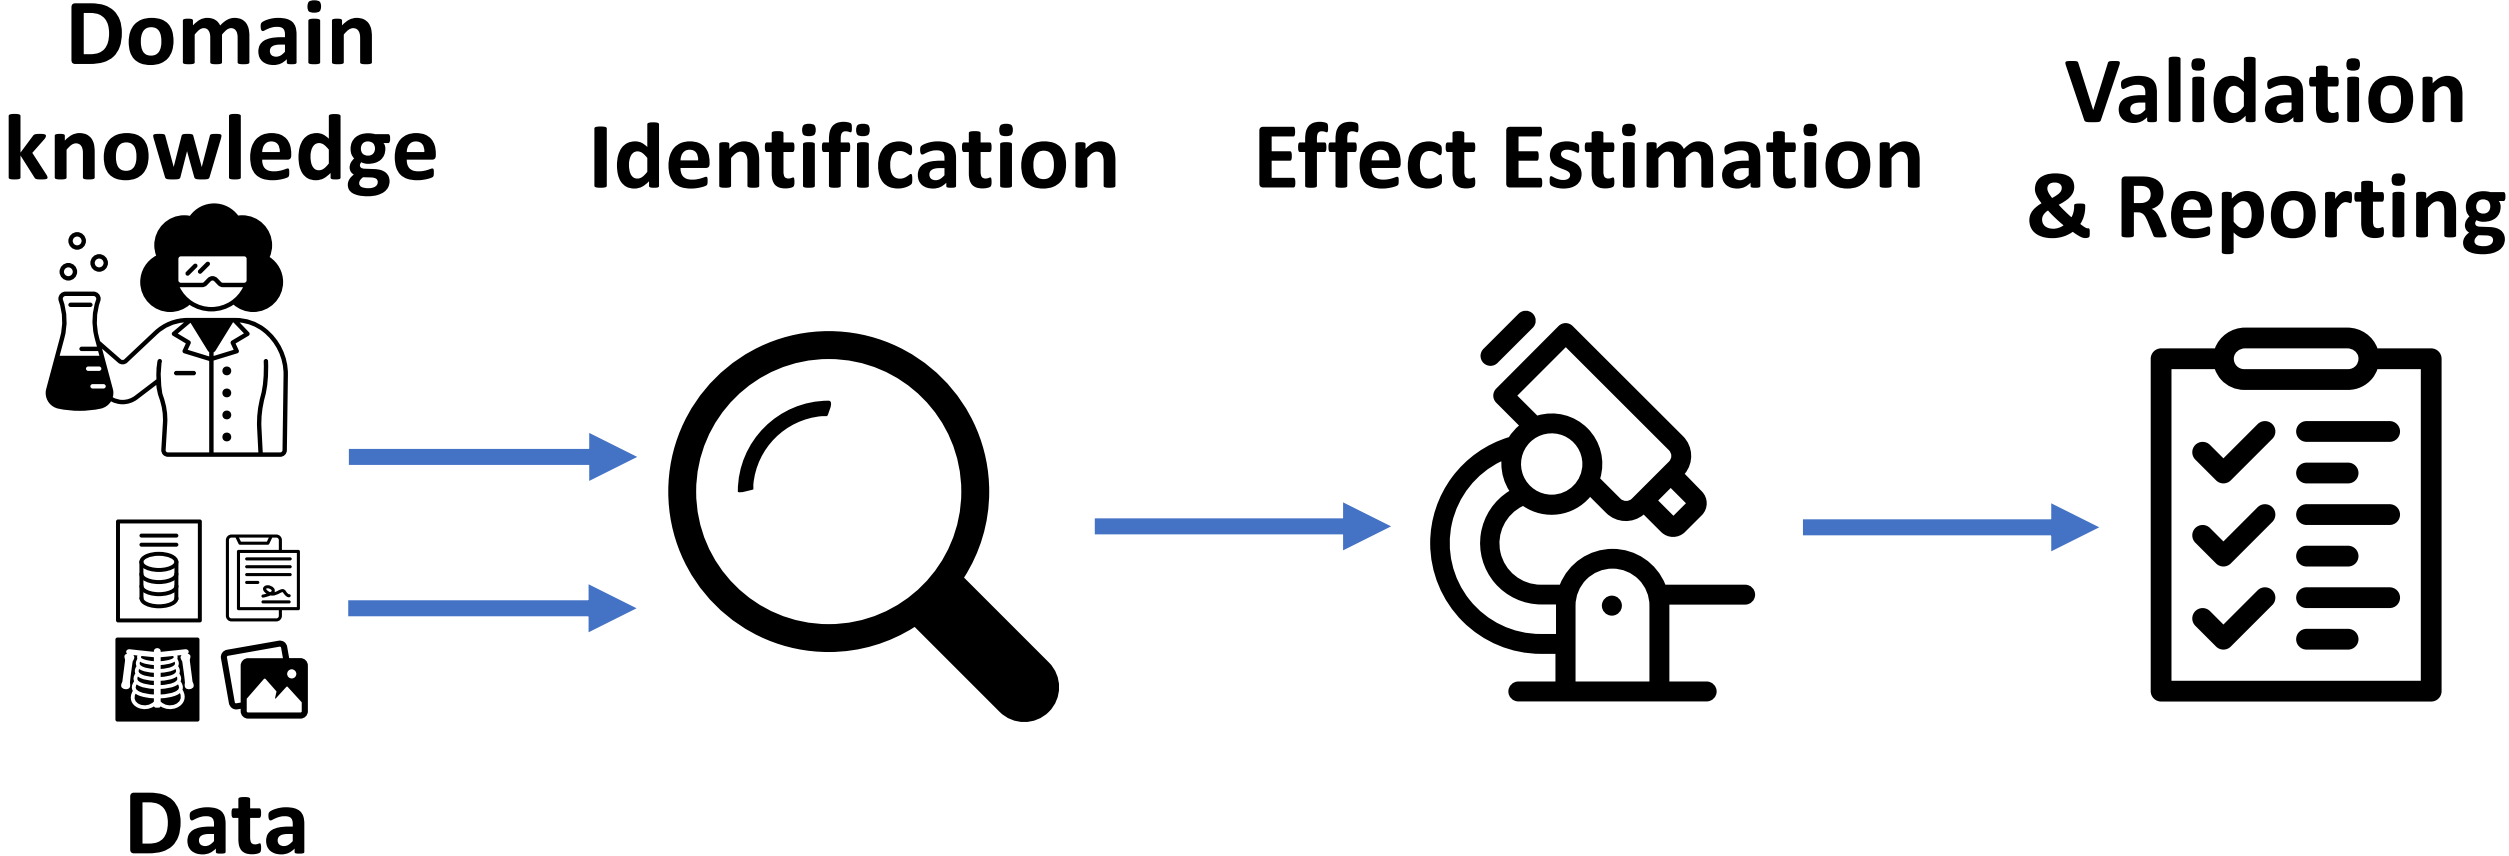 Domain
knowledge
Identification
Effect Estimation
Validation
& Reporting
Data